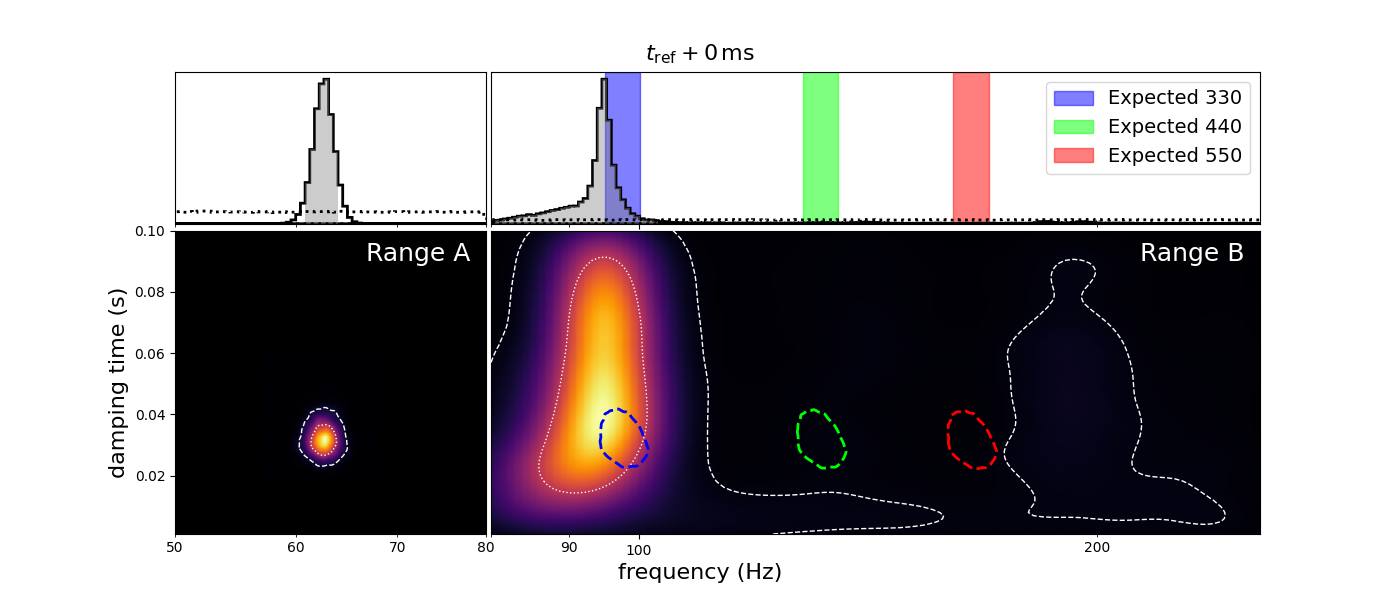 t_ref + 0 ms
Expected 330
Expected 440
Expected 550
Range A
Range B
damping time (s)
0.10
0.08
0.06
0.04
0.02
50
60
70
80
90
100
200
frequency (Hz)